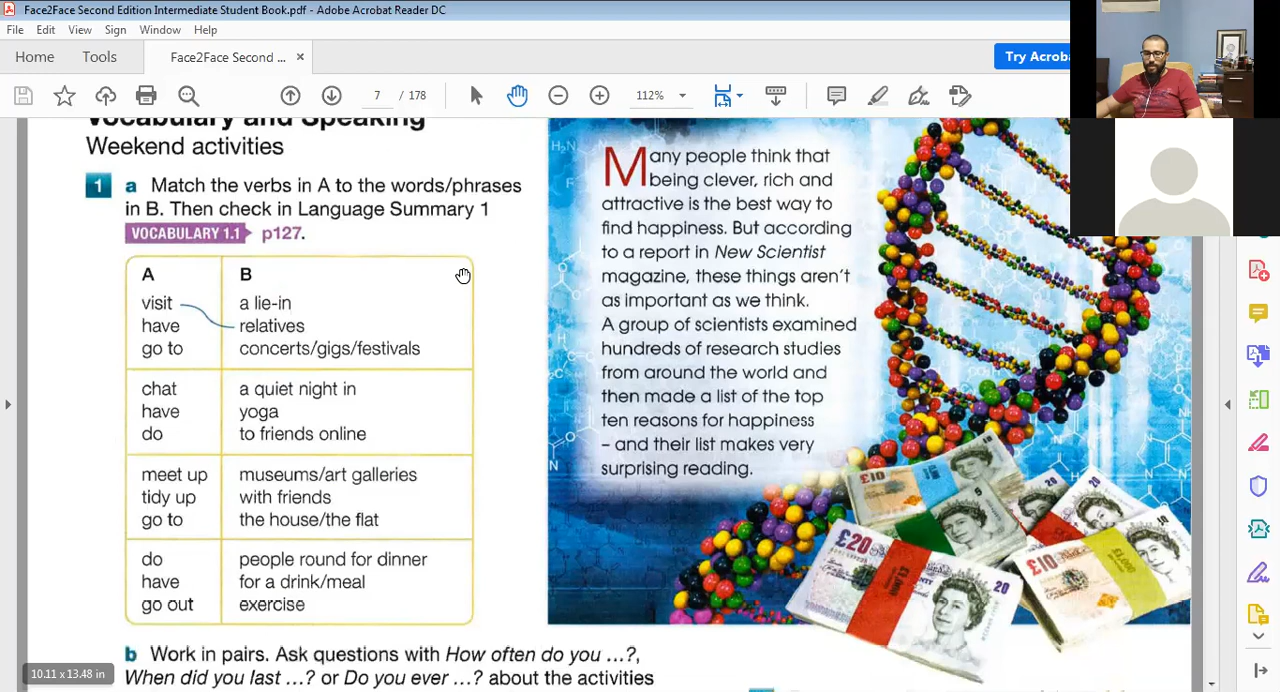 Face2Face Second Edition Intermediate Student Book.pdf - Adobe Acrobat Reader DC
File Edit View Sign Window Help
Home Tools Face2Face Second ... × Try Acroba
7 / 178 112%
Vocabulary and Speaking
Weekend activities
1 a Match the verbs in A to the words/phrases
in B. Then check in Language Summary 1
VOCABULARY 1.1 p127.
A B
visit a lie-in
have relatives
go to concerts/gigs/festivals
chat a quiet night in
have yoga
do to friends online
meet up museums/art galleries
tidy up with friends
go to the house/the flat
do people round for dinner
have for a drink/meal
go out exercise
b Work in pairs. Ask questions with How often do you ...?,
When did you last ...? or Do you ever ...? about the activities
10.11 x 13.48 in
Many people think that
being clever, rich and
attractive is the best way to
find happiness. But according
to a report in New Scientist
magazine, these things aren't
as important as we think.
A group of scientists examined
hundreds of research studies
from around the world and
then made a list of the top
ten reasons for happiness
– and their list makes very
surprising reading.
£10
£20
20
£10